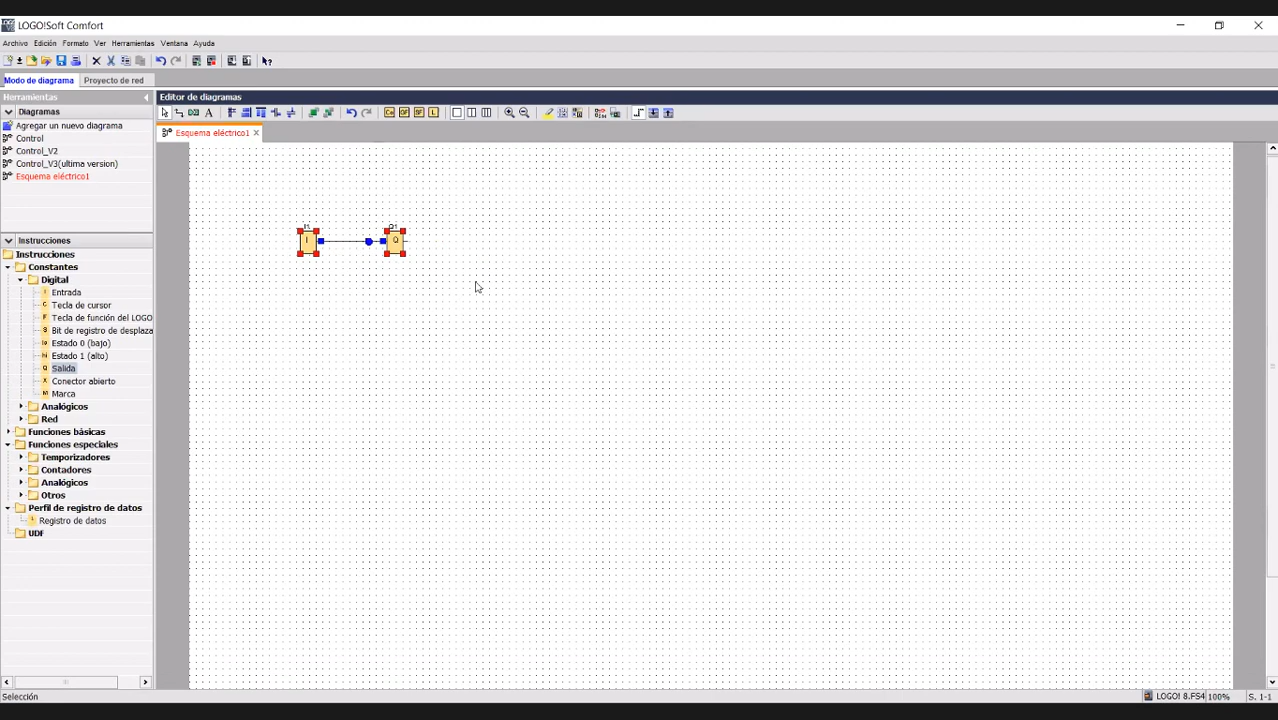 LOGO!Soft Comfort
Archivo Edición Formato Ver Herramientas Ventana Ayuda
Modo de diagrama Proyecto de red
Herramientas
Editor de diagramas
Diagramas
Agregar un nuevo diagrama
Control
Control_V2
Control_V3(ultima version)
Esquema eléctrico1
Esquema eléctrico1
I
Q1
Q
Instrucciones
Instrucciones
Constantes
Digital
Entrada
Tecla de cursor
Tecla de función del LOGO
Bit de registro de desplaza
Estado 0 (bajo)
Estado 1 (alto)
Salida
Conector abierto
Marca
Analógicos
Red
Funciones básicas
Funciones especiales
Temporizadores
Contadores
Analógicos
Otros
Perfil de registro de datos
Registro de datos
UDF
Selección
LOGO! 8.FS4 100% S. 1-1